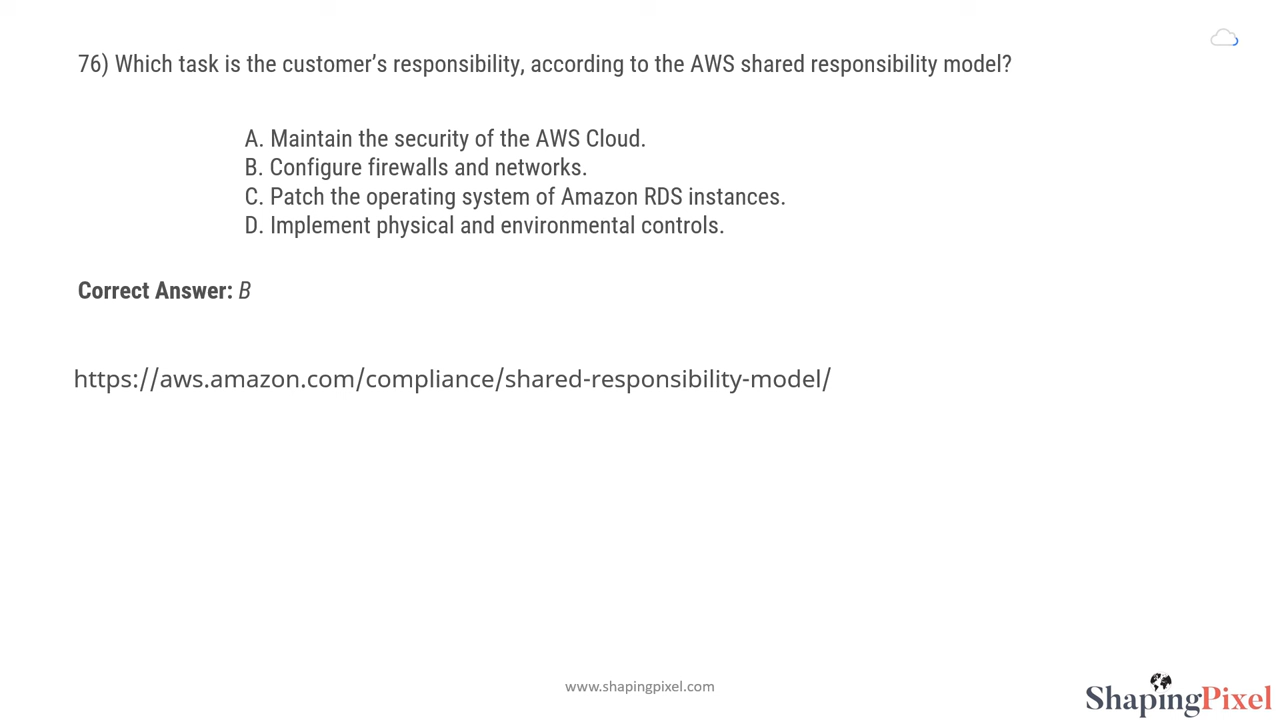 76) Which task is the customer’s responsibility, according to the AWS shared responsibility model?
A. Maintain the security of the AWS Cloud.
B. Configure firewalls and networks.
C. Patch the operating system of Amazon RDS instances.
D. Implement physical and environmental controls.
Correct Answer: B
https://aws.amazon.com/compliance/shared-responsibility-model/
www.shapingpixel.com
ShapingPixel